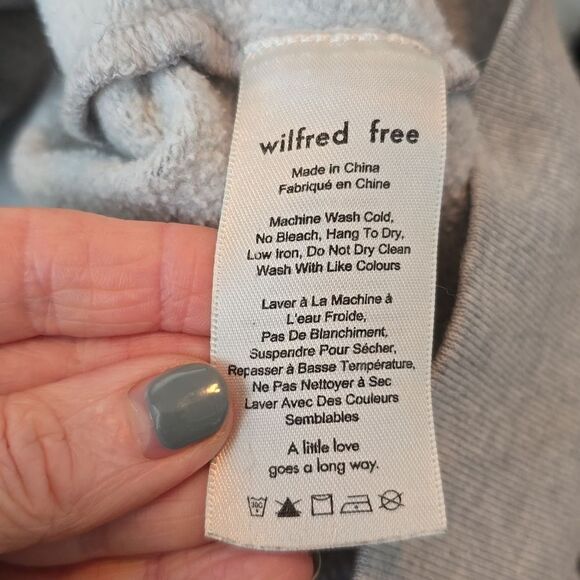 wilfred free
Made in China
Fabriqué en Chine
Machine Wash Cold,
No Bleach, Hang To Dry,
Low Iron, Do Not Dry Clean
Wash With Like Colours
Laver à La Machine à
L'eau Froide,
Pas De Blanchiment,
Suspendre Pour Sécher,
Repasser à Basse Température,
Ne Pas Nettoyer à Sec
Laver Avec Des Couleurs
Semblables
A little love
goes a long way.